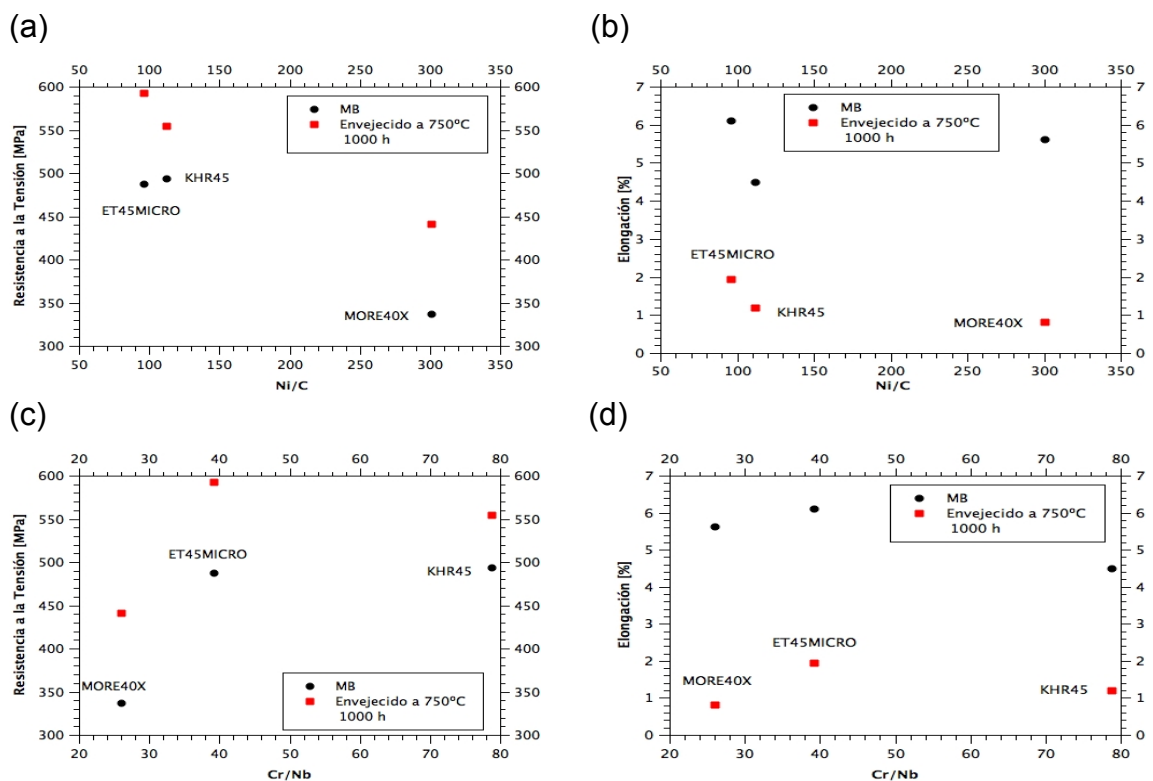 (a)
50 100 150 200 250 300 350
600
550
500
450
400
350
300
Resistencia a la Tensión [MPa]
MB
Envejecido a 750ºC
1000 h
KHR45
ET45MICRO
MORE40X
600
550
500
450
400
350
300
50 100 150 200 250 300 350
Ni/C
(b)
50 100 150 200 250 300 350
7
6
5
4
3
2
1
0
Elongación [%]
MB
Envejecido a 750ºC
1000 h
ET45MICRO
KHR45
MORE40X
7
6
5
4
3
2
1
0
50 100 150 200 250 300 350
Ni/C
(c)
20 30 40 50 60 70 80
600
550
500
450
400
350
300
Resistencia a la Tensión [MPa]
ET45MICRO
KHR45
MORE40X
MB
Envejecido a 750ºC
1000 h
600
550
500
450
400
350
300
20 30 40 50 60 70 80
Cr/Nb
(d)
20 30 40 50 60 70 80
7
6
5
4
3
2
1
0
Elongación [%]
MB
Envejecido a 750ºC
1000 h
ET45MICRO
MORE40X
KHR45
7
6
5
4
3
2
1
0
20 30 40 50 60 70 80
Cr/Nb